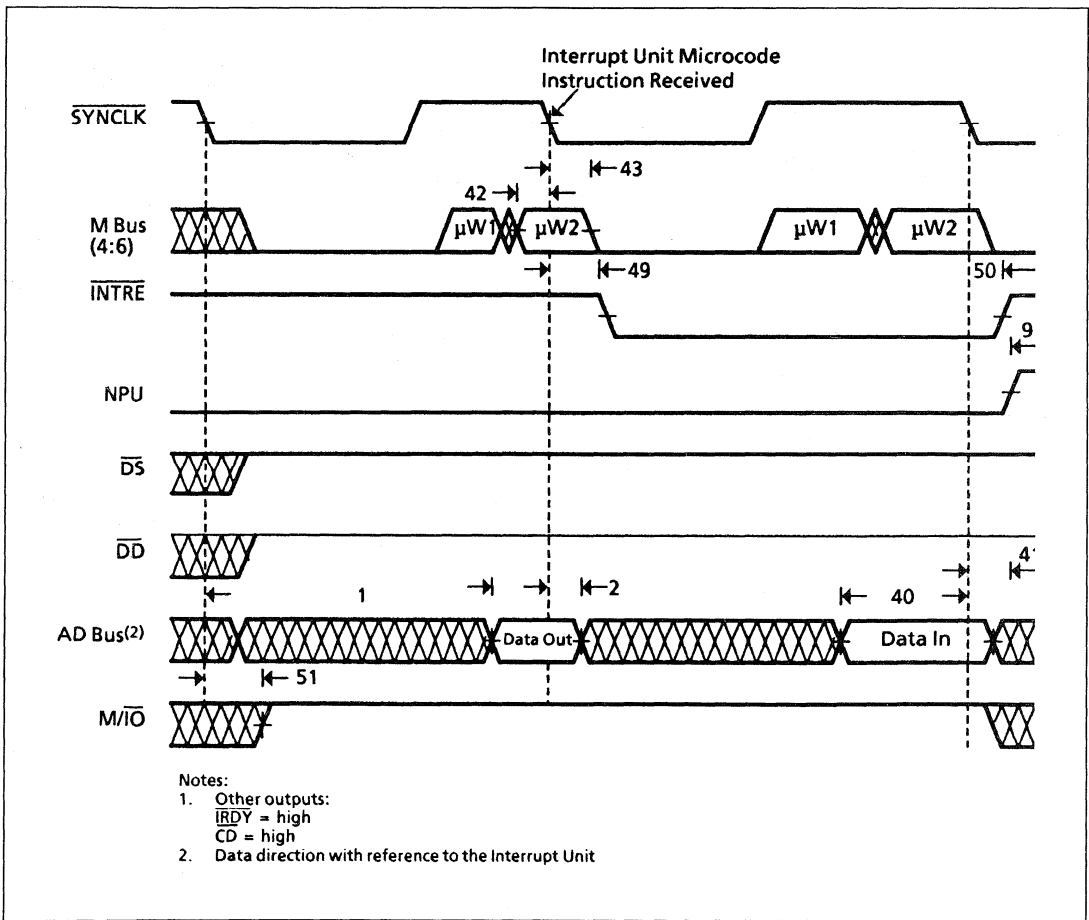 Interrupt Unit Microcode
Instruction Received
SYNCLK
43
42
M Bus
(4:6)
µW1
µW2
µW1
µW2
49
50
INTRE
9
NPU
DS
DD
41
1
2
40
AD Bus(2)
Data Out
Data In
51
M/IO
Notes:
1. Other outputs:
IRDY = high
CD = high
2. Data direction with reference to the Interrupt Unit